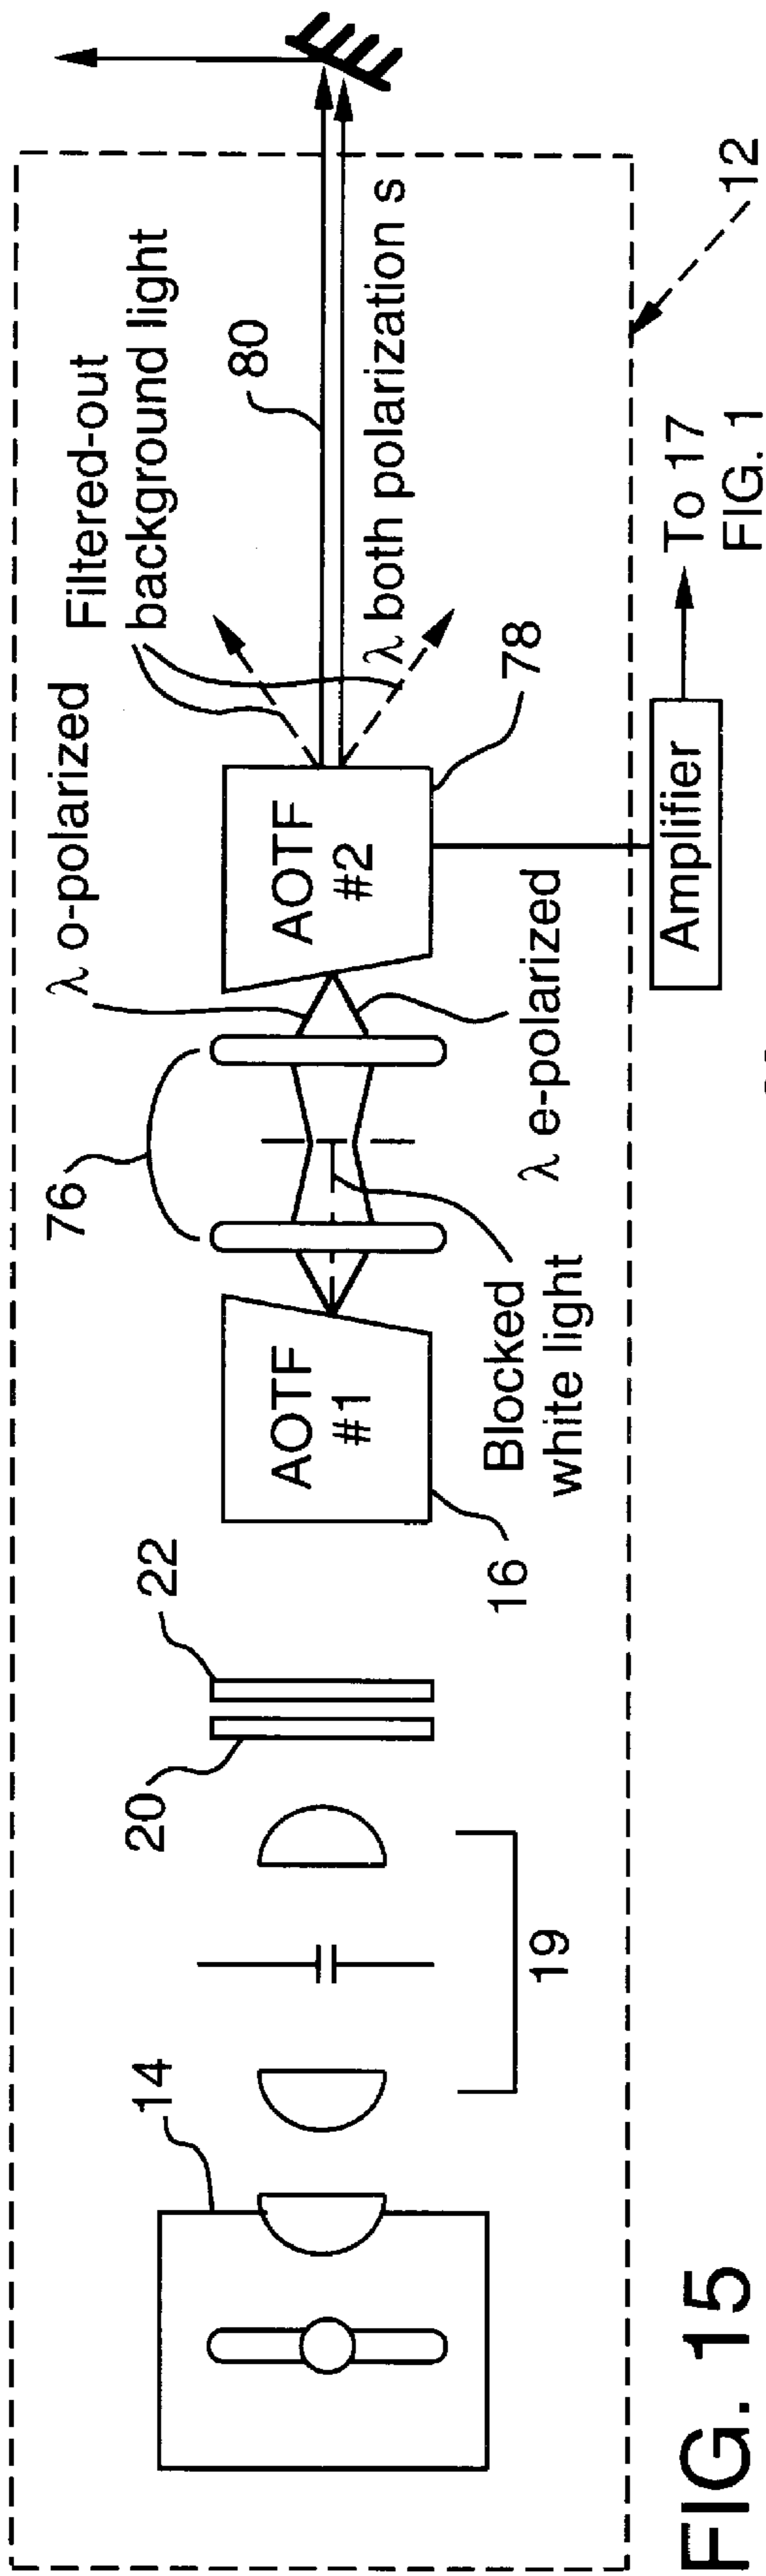 14
19
20
22
AOTF
#1
16
Blocked
white light
76
λ o-polarized
λ e-polarized
AOTF
#2
78
Filtered-out
background light
80
λ both polarization s
Amplifier
To 17
FIG. 1
12
FIG. 15